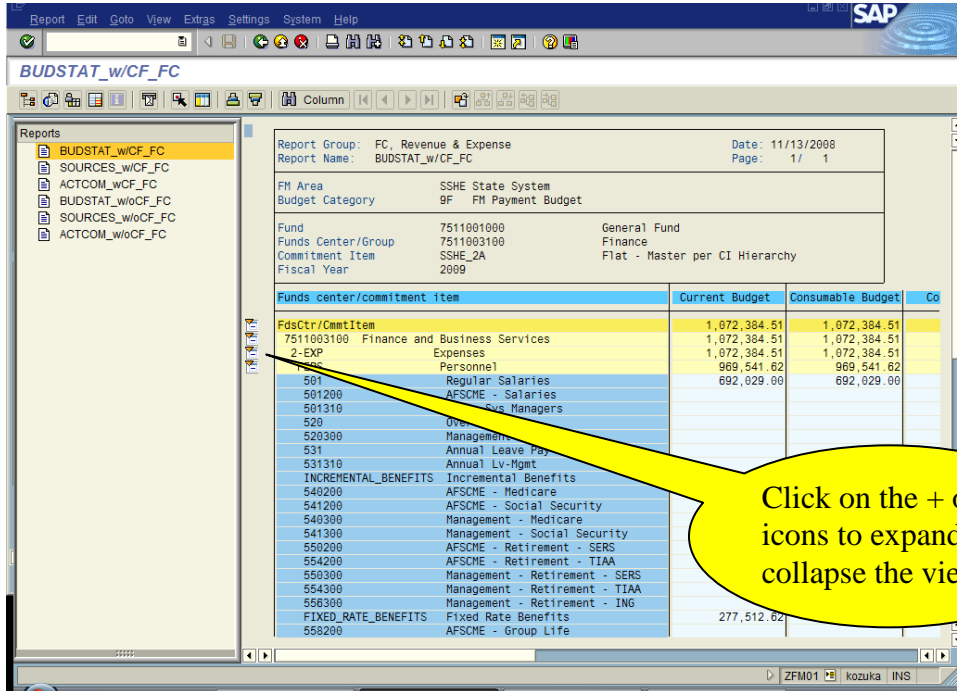 Report Edit Goto View Extras Settings System Help
SAP
BUDSTAT_w/CF_FC
Column
Reports
BUDSTAT_w/CF_FC
SOURCES_w/CF_FC
ACTCOM_wCF_FC
BUDSTAT_w/oCF_FC
SOURCES_w/oCF_FC
ACTCOM_w/oCF_FC
Report Group: FC, Revenue & Expense Date: 11/13/2008
Report Name: BUDSTAT_w/CF_FC Page: 1/ 1
FM Area SSHE State System
Budget Category 9F FM Payment Budget
Fund 7511001000 General Fund
Funds Center/Group 7511003100 Finance
Commitment Item SSHE_2A Flat - Master per CI Hierarchy
Fiscal Year 2009
Funds center/commitment item Current Budget Consumable Budget Co
FdsCtr/CmmtItem 1,072,384.51 1,072,384.51
7511003100 Finance and Business Services 1,072,384.51 1,072,384.51
2-EXP Expenses 1,072,384.51 1,072,384.51
Personnel 969,541.62 969,541.62
501 Regular Salaries 692,029.00 692,029.00
501200 AFSCME - Salaries
501310 Sys Managers
520
520300 Management
531 Annual Leave Pay
531310 Annual Lv-Mgmt
INCREMENTAL_BENEFITS Incremental Benefits
540200 AFSCME - Medicare
541200 AFSCME - Social Security
540300 Management - Medicare
541300 Management - Social Security
550200 AFSCME - Retirement - SERS
554200 AFSCME - Retirement - TIAA
550300 Management - Retirement - SERS
554300 Management - Retirement - TIAA
556300 Management - Retirement - ING
FIXED_RATE_BENEFITS Fixed Rate Benefits 277,512.62
558200 AFSCME - Group Life
Click on the +
icons to expand
collapse the
ZFM01 kozuka INS